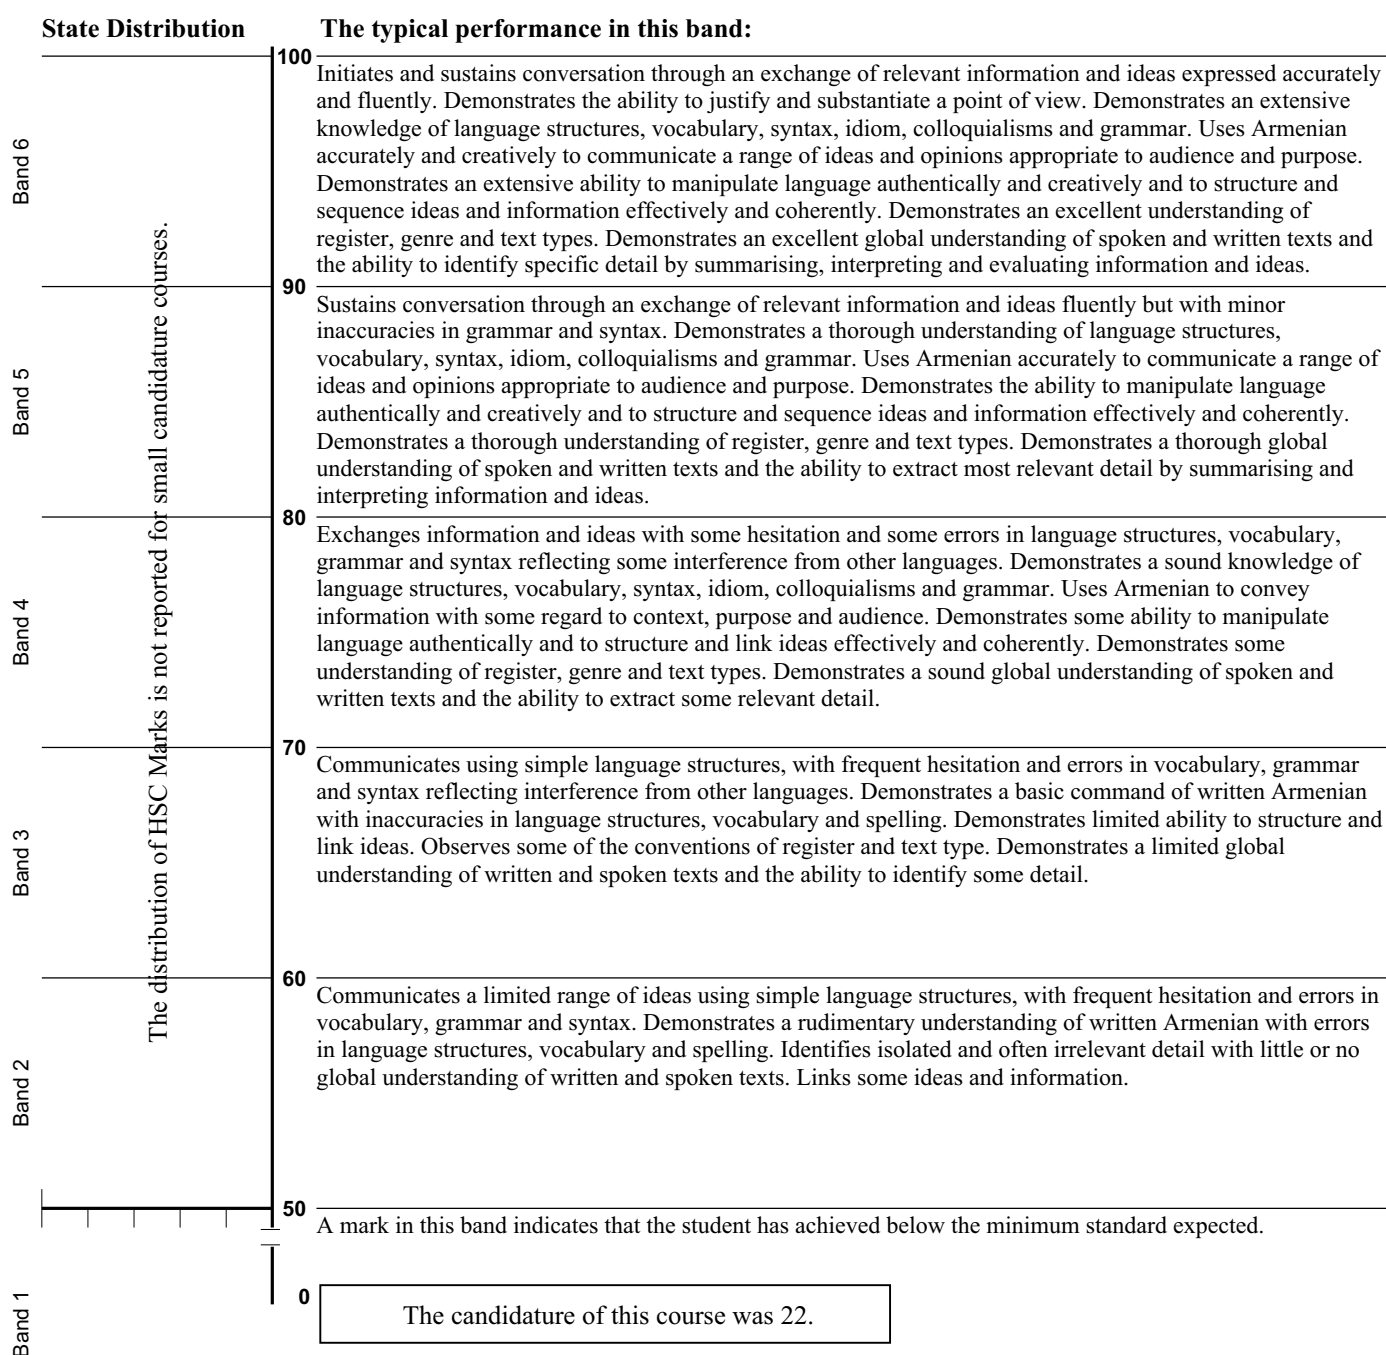 State Distribution
The typical performance in this band:
100
Band 6
Initiates and sustains conversation through an exchange of relevant information and ideas expressed accurately
and fluently. Demonstrates the ability to justify and substantiate a point of view. Demonstrates an extensive
knowledge of language structures, vocabulary, syntax, idiom, colloquialisms and grammar. Uses Armenian
accurately and creatively to communicate a range of ideas and opinions appropriate to audience and purpose.
Demonstrates an extensive ability to manipulate language authentically and creatively and to structure and
sequence ideas and information effectively and coherently. Demonstrates an excellent understanding of
register, genre and text types. Demonstrates an excellent global understanding of spoken and written texts and
the ability to identify specific detail by summarising, interpreting and evaluating information and ideas.
The distribution of HSC Marks is not reported for small candidature courses.
90
Band 5
Sustains conversation through an exchange of relevant information and ideas fluently but with minor
inaccuracies in grammar and syntax. Demonstrates a thorough understanding of language structures,
vocabulary, syntax, idiom, colloquialisms and grammar. Uses Armenian accurately to communicate a range of
ideas and opinions appropriate to audience and purpose. Demonstrates the ability to manipulate language
authentically and creatively and to structure and sequence ideas and information effectively and coherently.
Demonstrates a thorough understanding of register, genre and text types. Demonstrates a thorough global
understanding of spoken and written texts and the ability to extract most relevant detail by summarising and
interpreting information and ideas.
80
Band 4
Exchanges information and ideas with some hesitation and some errors in language structures, vocabulary,
grammar and syntax reflecting some interference from other languages. Demonstrates a sound knowledge of
language structures, vocabulary, syntax, idiom, colloquialisms and grammar. Uses Armenian to convey
information with some regard to context, purpose and audience. Demonstrates some ability to manipulate
language authentically and to structure and link ideas effectively and coherently. Demonstrates some
understanding of register, genre and text types. Demonstrates a sound global understanding of spoken and
written texts and the ability to extract some relevant detail.
70
Band 3
Communicates using simple language structures, with frequent hesitation and errors in vocabulary, grammar
and syntax reflecting interference from other languages. Demonstrates a basic command of written Armenian
with inaccuracies in language structures, vocabulary and spelling. Demonstrates limited ability to structure and
link ideas. Observes some of the conventions of register and text type. Demonstrates a limited global
understanding of written and spoken texts and the ability to identify some detail.
60
Band 2
Communicates a limited range of ideas using simple language structures, with frequent hesitation and errors in
vocabulary, grammar and syntax. Demonstrates a rudimentary understanding of written Armenian with errors
in language structures, vocabulary and spelling. Identifies isolated and often irrelevant detail with little or no
global understanding of written and spoken texts. Links some ideas and information.
50
A mark in this band indicates that the student has achieved below the minimum standard expected.
0
Band 1
The candidature of this course was 22.